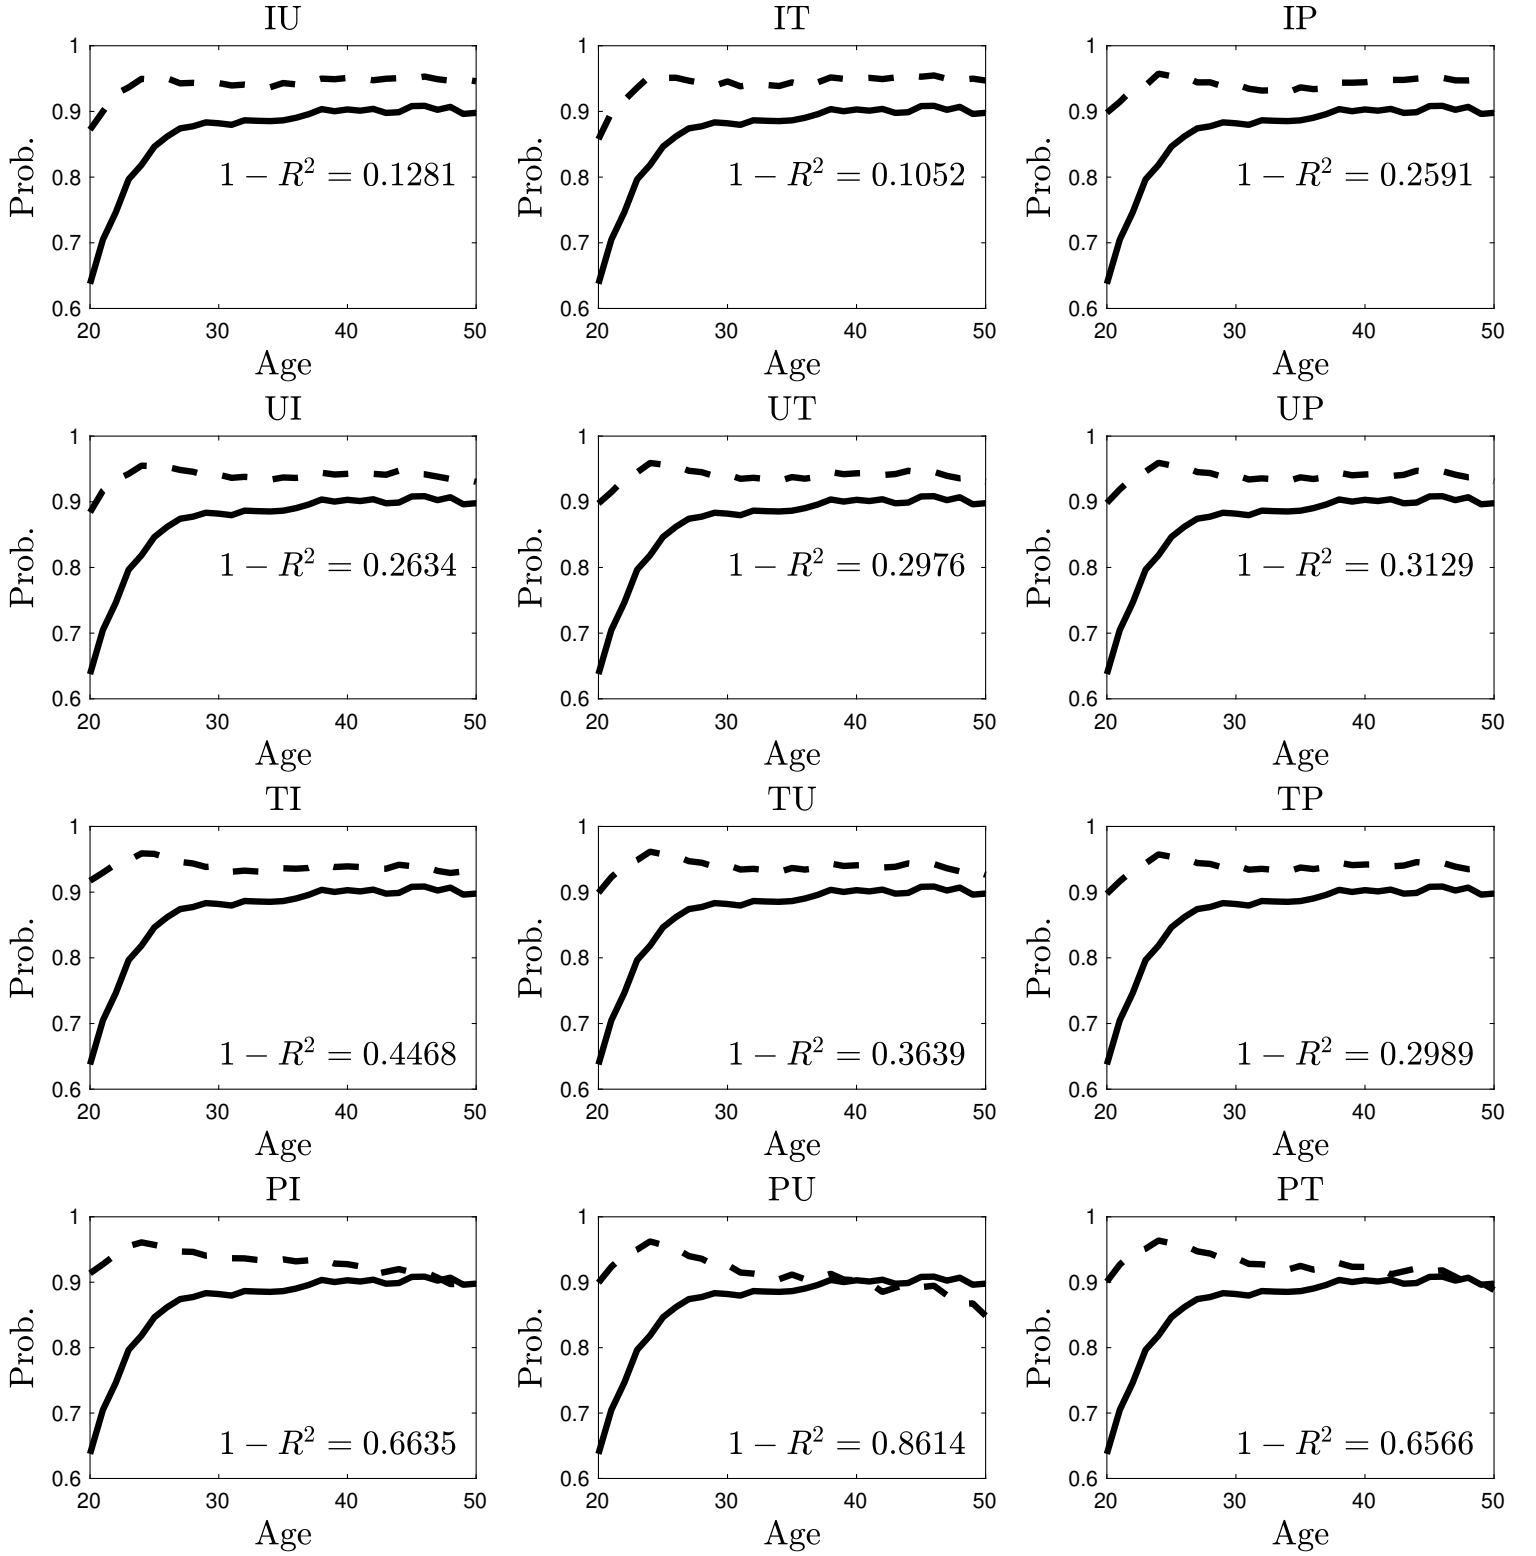 IU
IT
IP
1
0.9
0.8
0.7
0.6
Prob.
1 − R² = 0.1281
20
30
40
50
Age
1
0.9
0.8
0.7
0.6
Prob.
1 − R² = 0.1052
20
30
40
50
Age
1
0.9
0.8
0.7
0.6
Prob.
1 − R² = 0.2591
20
30
40
50
Age
UI
UT
UP
1
0.9
0.8
0.7
0.6
Prob.
1 − R² = 0.2634
20
30
40
50
Age
1
0.9
0.8
0.7
0.6
Prob.
1 − R² = 0.2976
20
30
40
50
Age
1
0.9
0.8
0.7
0.6
Prob.
1 − R² = 0.3129
20
30
40
50
Age
TI
TU
TP
1
0.9
0.8
0.7
0.6
Prob.
1 − R² = 0.4468
20
30
40
50
Age
1
0.9
0.8
0.7
0.6
Prob.
1 − R² = 0.3639
20
30
40
50
Age
1
0.9
0.8
0.7
0.6
Prob.
1 − R² = 0.2989
20
30
40
50
Age
PI
PU
PT
1
0.9
0.8
0.7
0.6
Prob.
1 − R² = 0.6635
20
30
40
50
Age
1
0.9
0.8
0.7
0.6
Prob.
1 − R² = 0.8614
20
30
40
50
Age
1
0.9
0.8
0.7
0.6
Prob.
1 − R² = 0.6566
20
30
40
50
Age